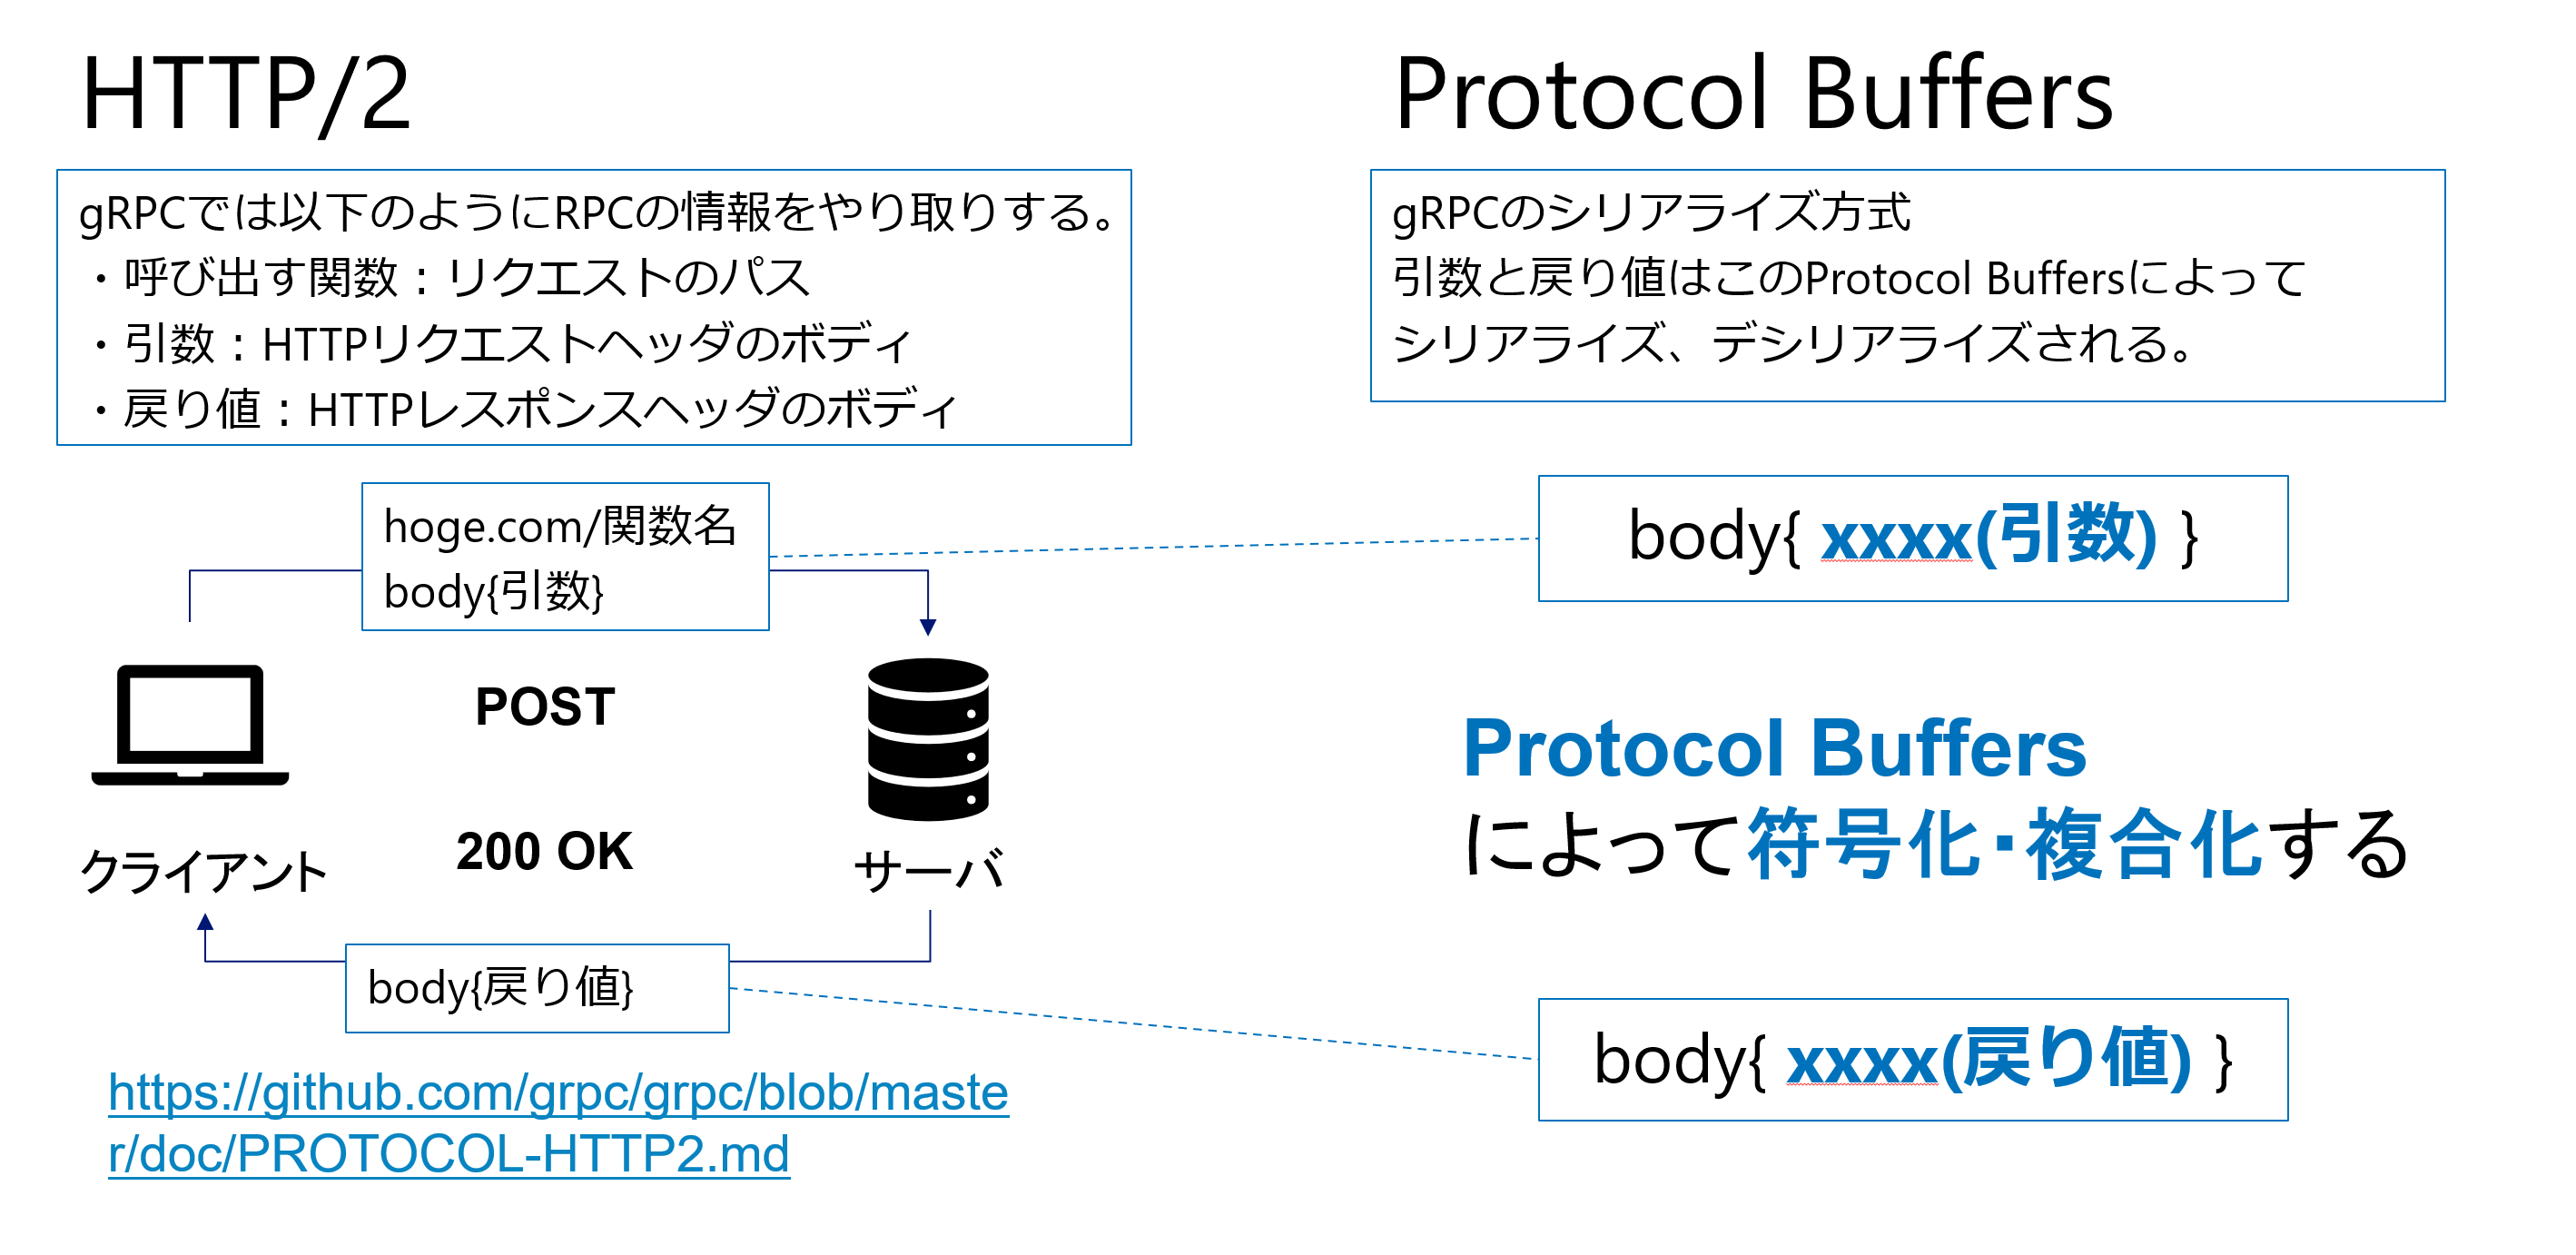 HTTP/2
gRPCでは以下のようにRPCの情報をやり取りする。
・呼び出す関数：リクエストのパス
・引数：HTTPリクエストヘッダのボディ
・戻り値：HTTPレスポンスヘッダのボディ
hoge.com/関数名
body{引数}
POST
200 OK
クライアント
サーバ
body{戻り値}
https://github.com/grpc/grpc/blob/maste
r/doc/PROTOCOL-HTTP2.md
Protocol Buffers
gRPCのシリアライズ方式
引数と戻り値はこのProtocol Buffersによって
シリアライズ、デシリアライズされる。
body{ xxxx(引数) }
Protocol Buffers
によって符号化・複合化する
body{ xxxx(戻り値) }